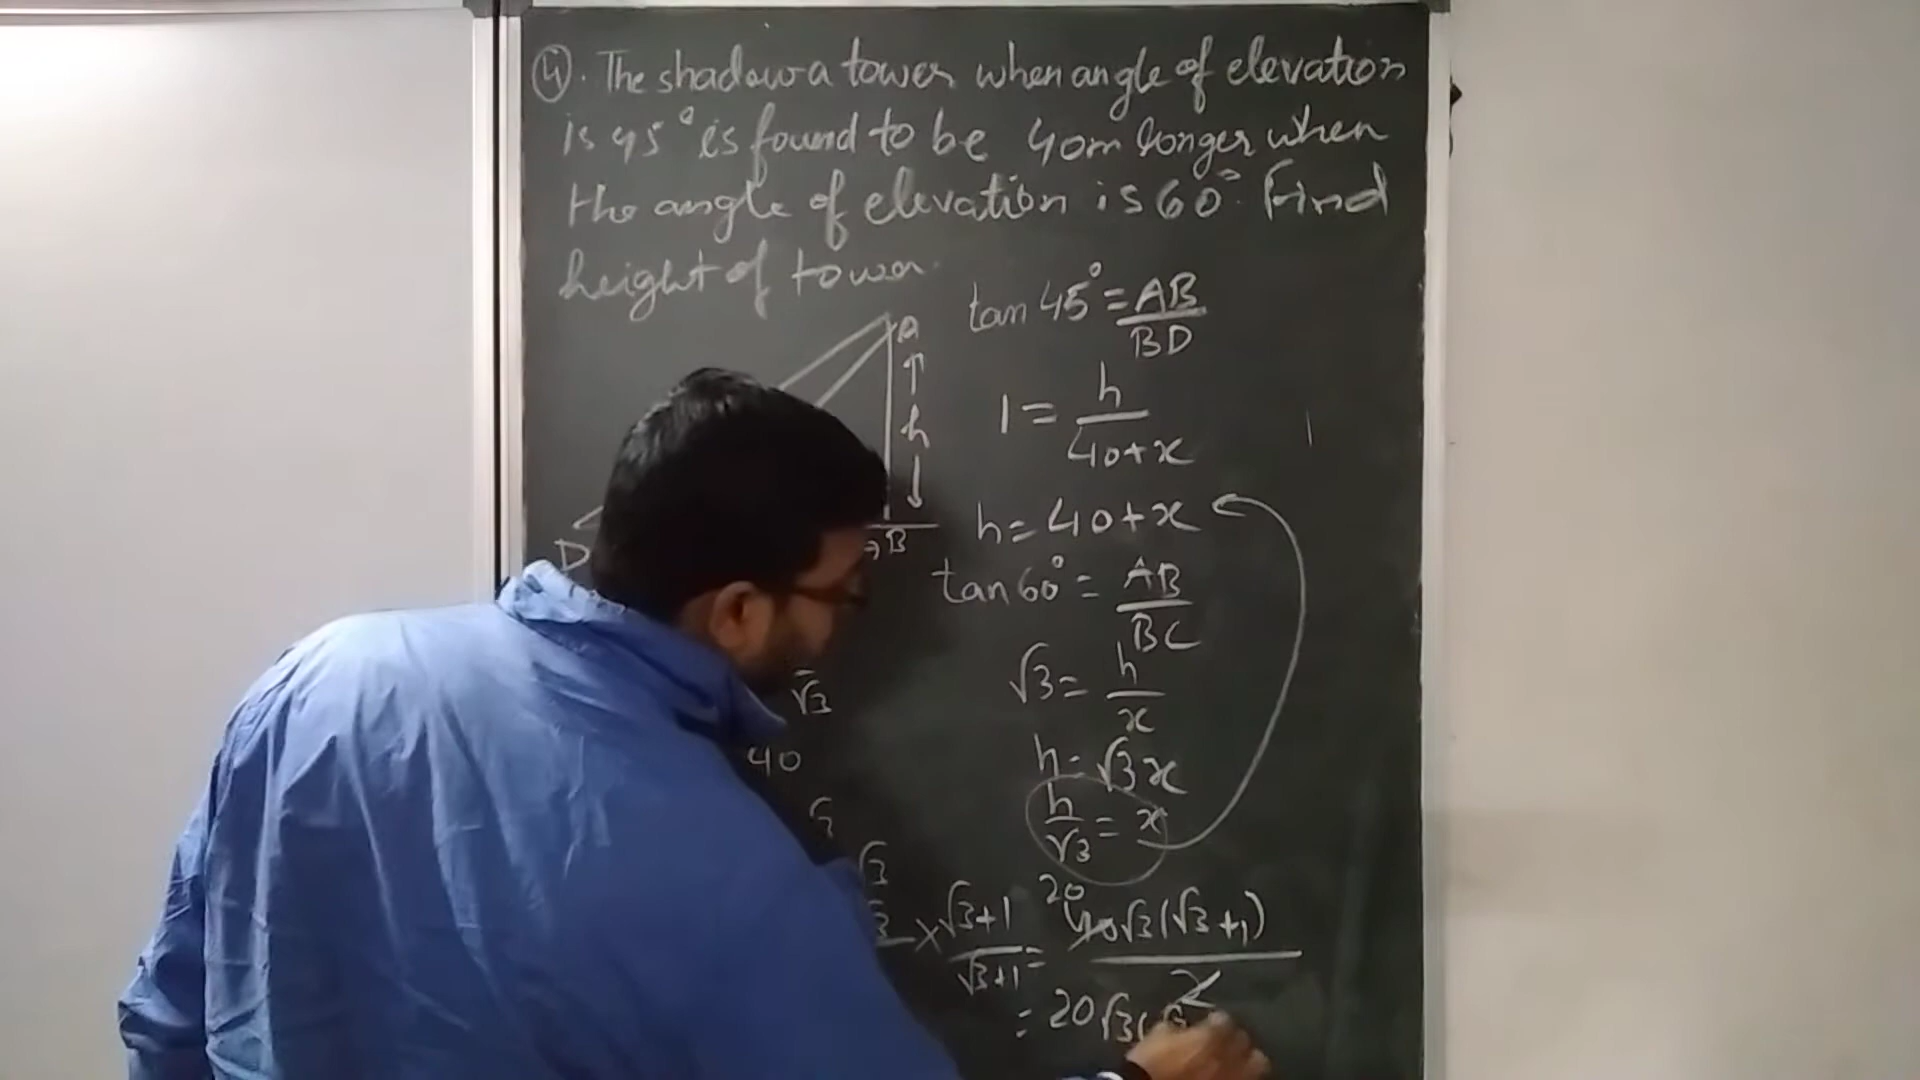 4. The shadow a tower when angle of elevation
is 45° is found to be 40m longer when
the angle of elevation is 60°. Find
height of tower.
A
h
D
B
tan 45° = AB/BD
1 = h/40+x
h = 40+x
tan 60° = AB/BC
√3 = h/x
h = √3x
h/√3 = x
√3
40
√3
× √3+1/√3+1 = 20 40√3(√3+1)/2
= 20√3(